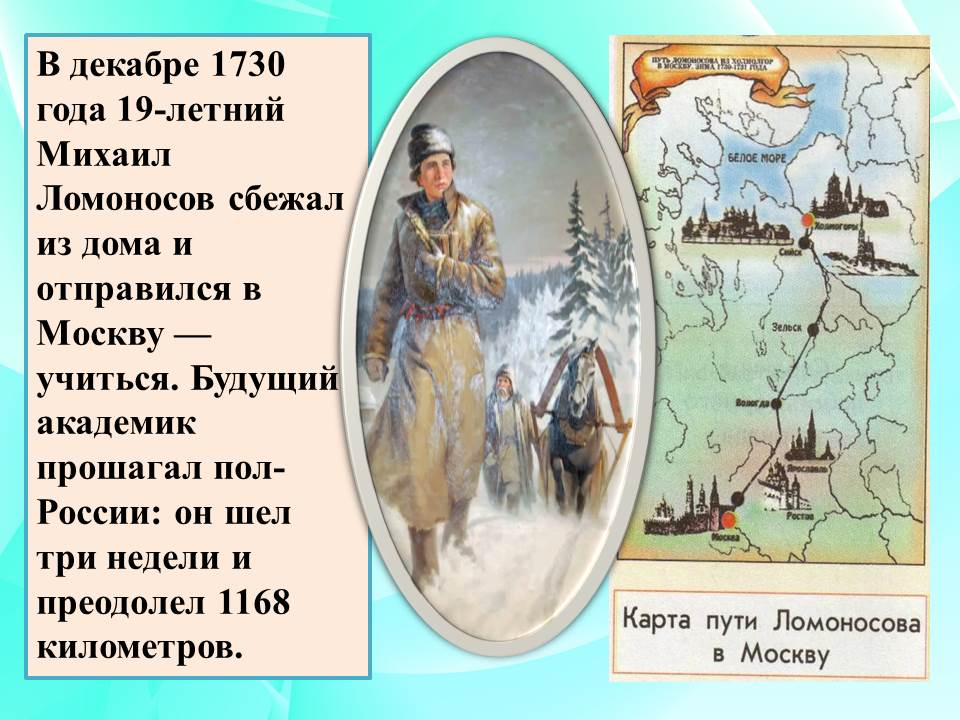 В декабре 1730
года 19-летний
Михаил
Ломоносов сбежал
из дома и
отправился в
Москву —
учиться. Будущий
академик
прошагал пол-
России: он шел
три недели и
преодолел 1168
километров.
ПУТЬ ЛОМОНОСОВА ИЗ ХОЛМОГОР
В МОСКВУ. ЗИМА 1730-1731 ГОДА
БЕЛОЕ МОРЕ
Холмогоры
Сийск
Вельск
Вологда
Ярославль
Ростов
Москва
Карта пути Ломоносова
в Москву